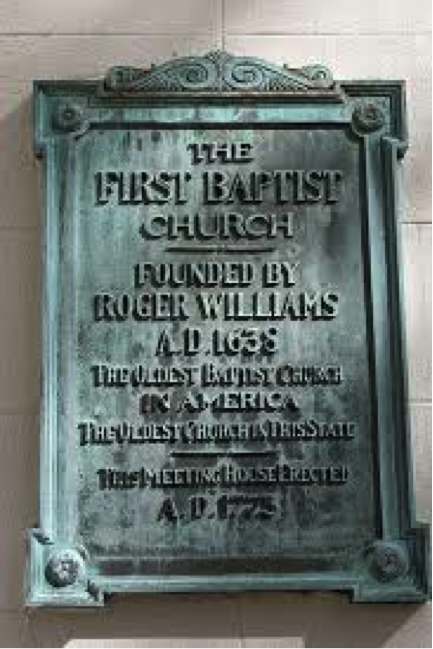 THE
FIRST BAPTIST
CHURCH
FOUNDED BY
ROGER WILLIAMS
A.D. 1638
THE OLDEST BAPTIST CHURCH
IN AMERICA
THE OLDEST CHURCH IN THIS STATE
THIS MEETING HOUSE ERECTED
A.D. 1775